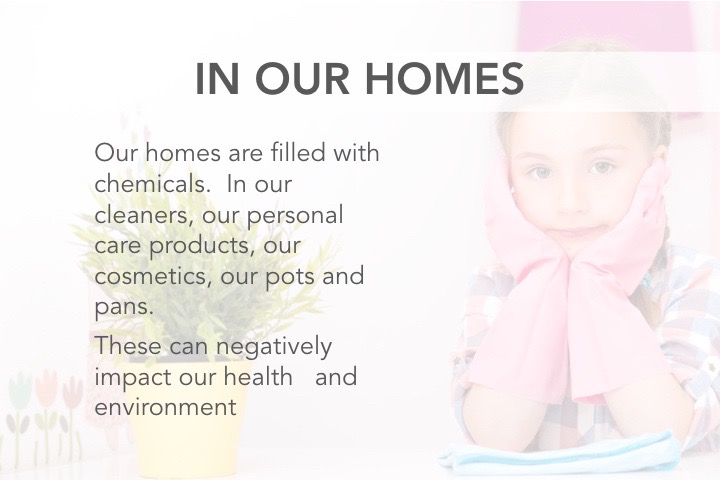 IN OUR HOMES
Our homes are filled with
chemicals.  In our
cleaners, our personal
care products, our
cosmetics, our pots and
pans.
These can negatively
impact our health   and
environment